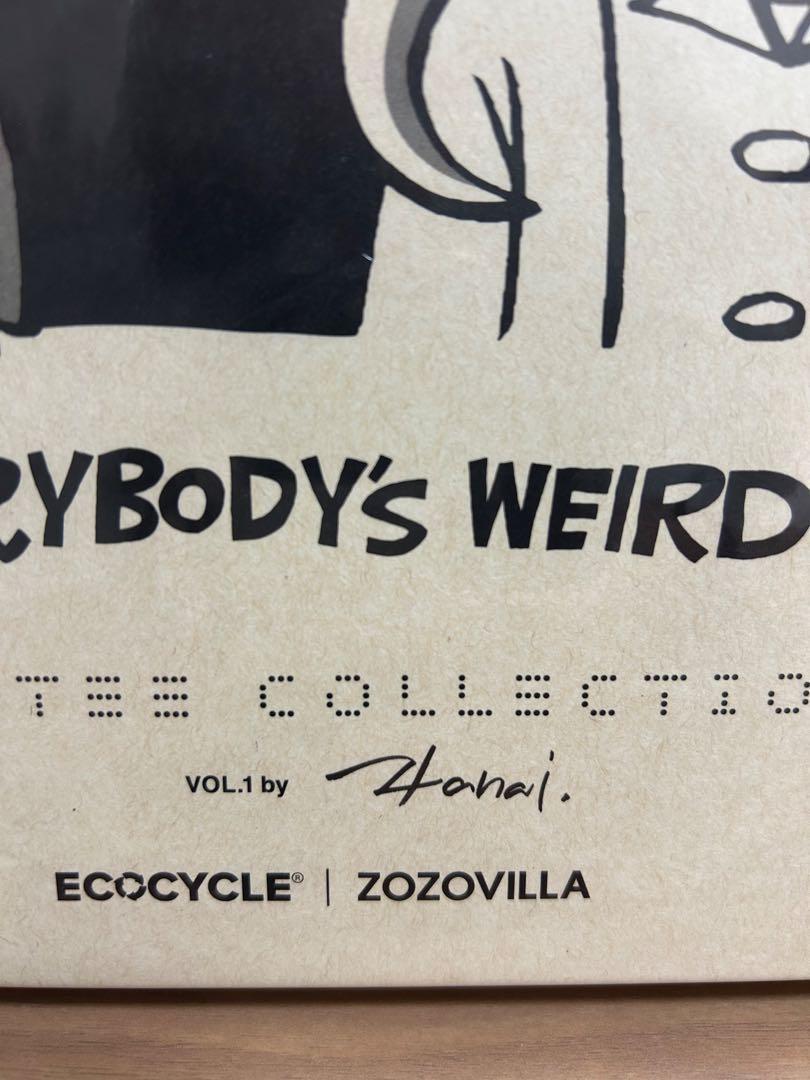 RYBODY'S WEIRD
TEE COLLECTIO
VOL.1 by Hanai.
ECOCYCLE® | ZOZOVILLA